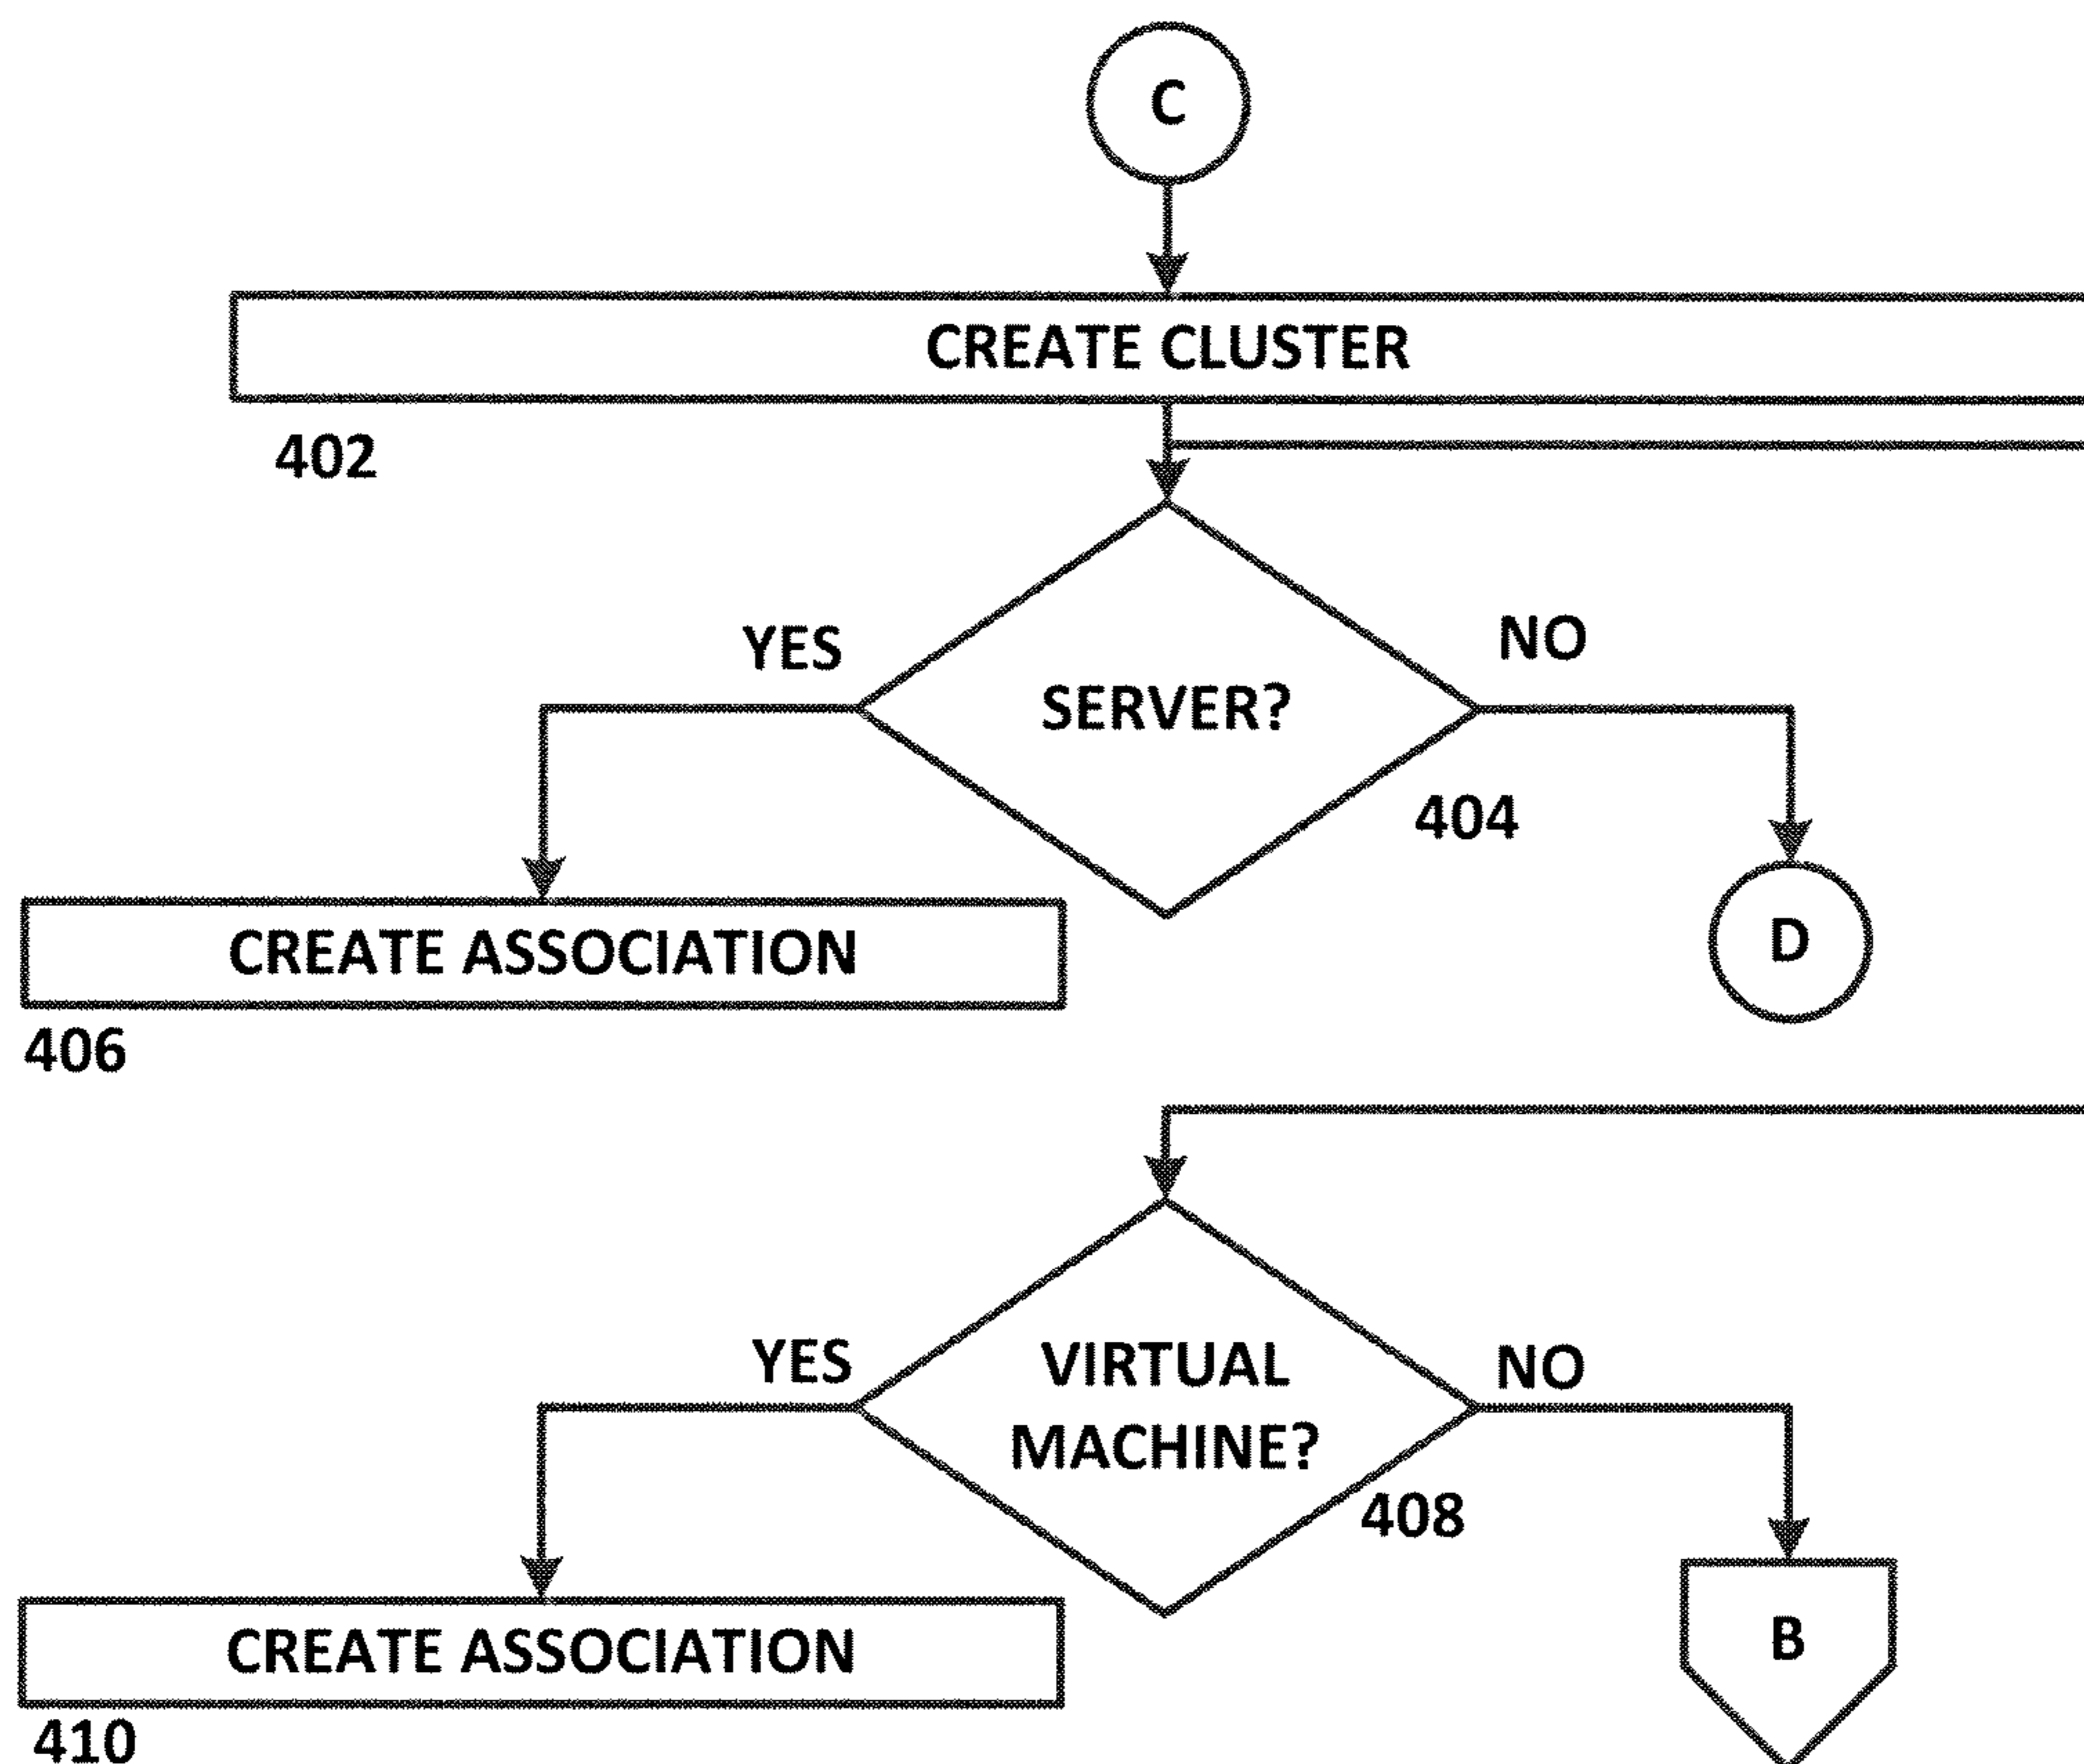 C
CREATE CLUSTER
402
YES
NO
SERVER?
404
D
CREATE ASSOCIATION
406
YES
NO
VIRTUAL
MACHINE?
408
B
CREATE ASSOCIATION
410